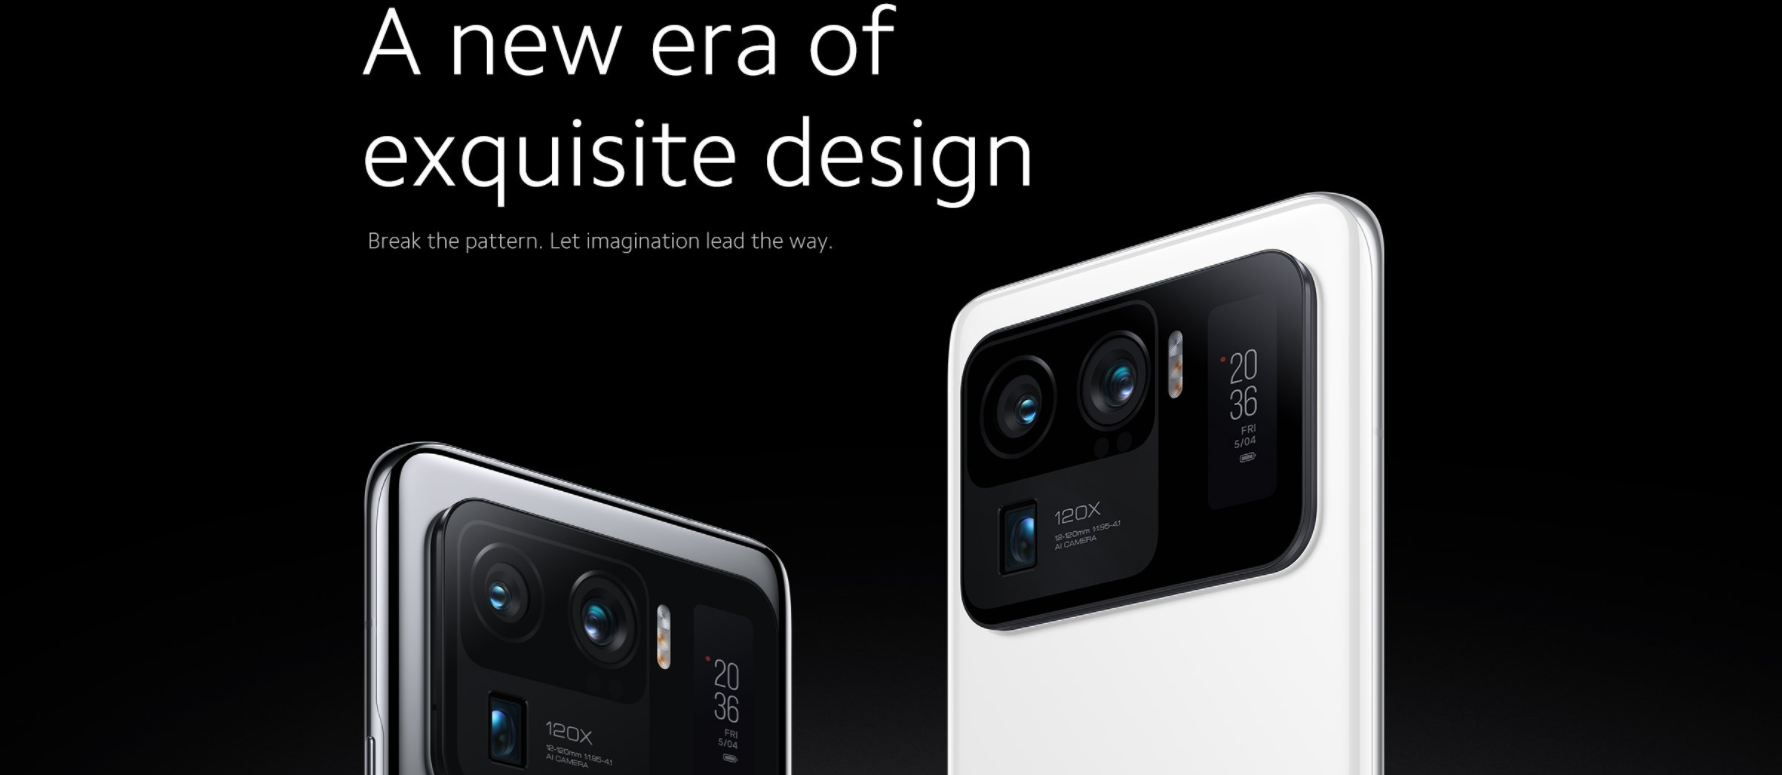 A new era of
exquisite design
Break the pattern. Let imagination lead the way.
20
36
FRI
5/04
120X
12-120mm 1:1.95-4.1
AI CAMERA
20
36
FRI
5/04
120X
12-120mm 1:1.95-4.1
AI CAMERA